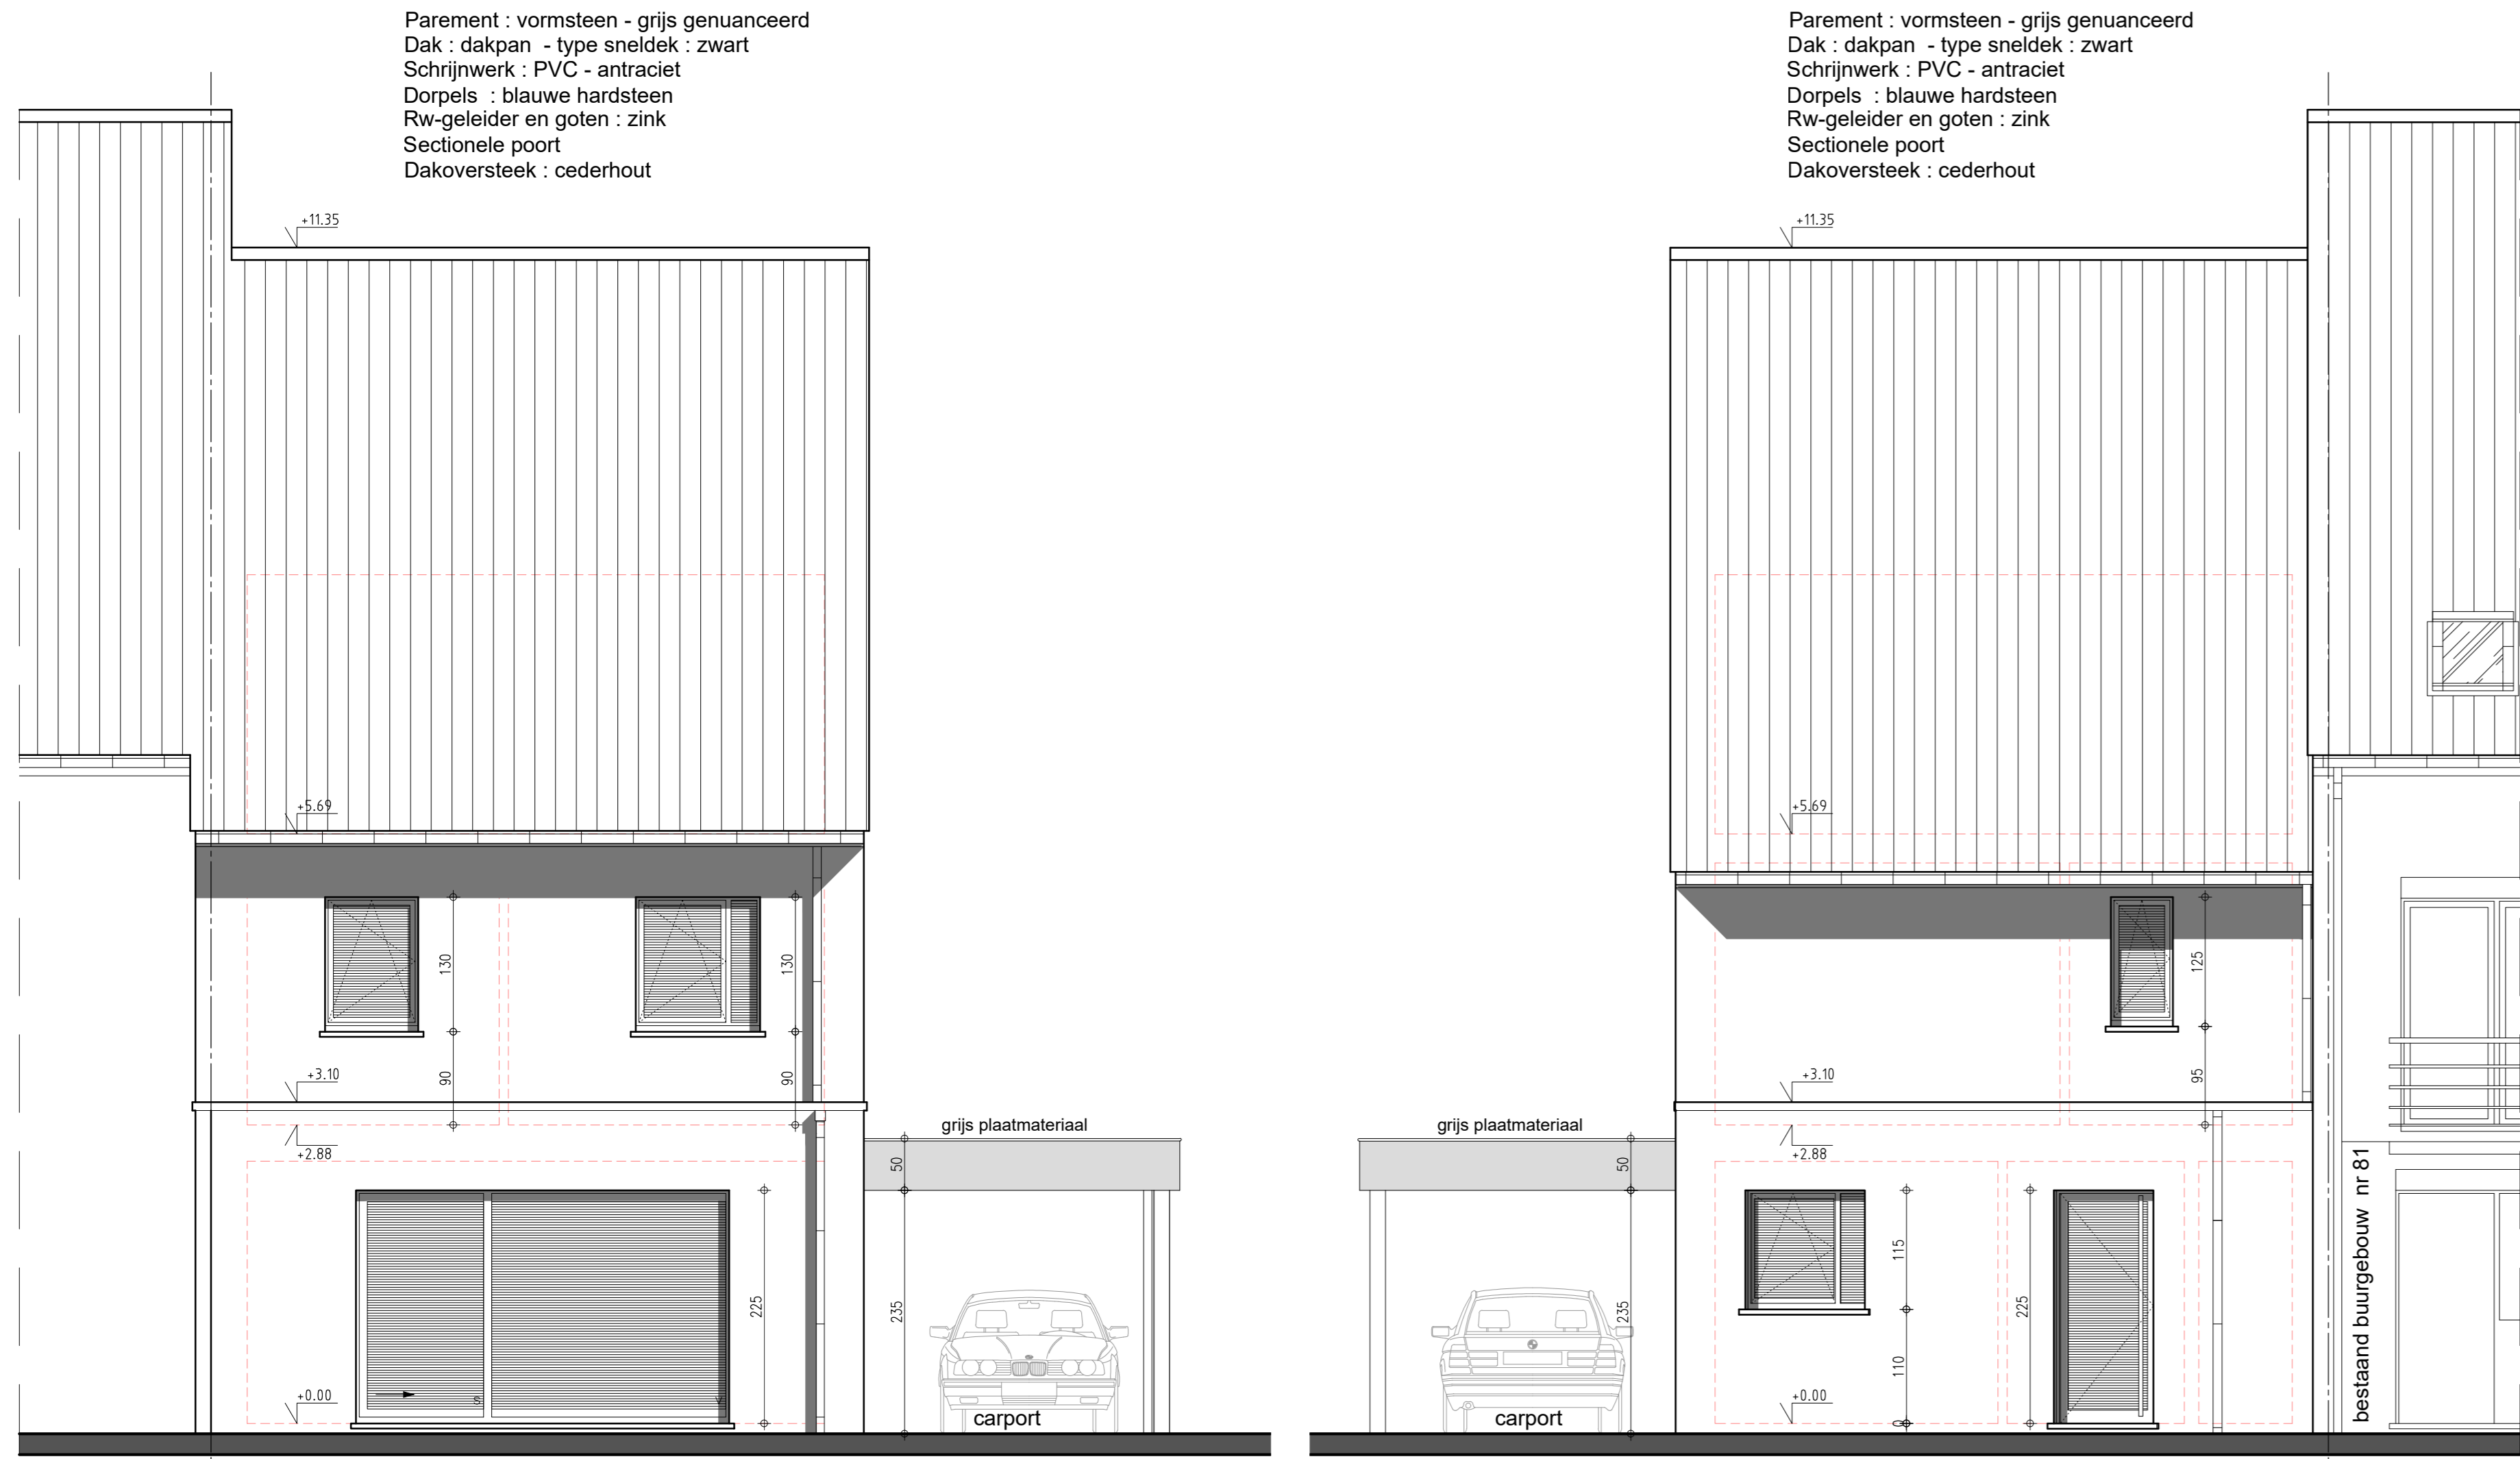 Parement : vormsteen - grijs genuanceerd
Dak : dakpan - type sneldek : zwart
Schrijnwerk : PVC - antraciet
Dorpels : blauwe hardsteen
Rw-geleider en goten : zink
Sectionele poort
Dakoversteek : cederhout
+11.35
+5.69
130
130
90
90
+3.10
+2.88
grijs plaatmateriaal
50
225
235
+0.00
S
V
carport
Parement : vormsteen - grijs genuanceerd
Dak : dakpan - type sneldek : zwart
Schrijnwerk : PVC - antraciet
Dorpels : blauwe hardsteen
Rw-geleider en goten : zink
Sectionele poort
Dakoversteek : cederhout
+11.35
+5.69
125
95
+3.10
+2.88
grijs plaatmateriaal
50
115
225
235
110
+0.00
0
carport
bestaand buurgebouw nr 81